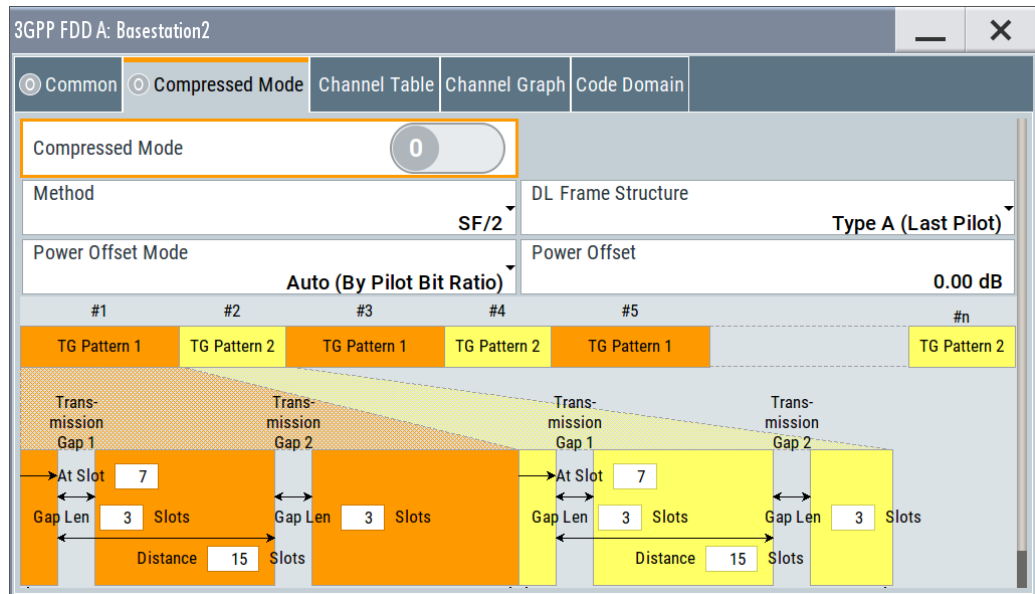 3GPP FDD A: Basestation2
Common Compressed Mode Channel Table Channel Graph Code Domain
Compressed Mode 0
Method DL Frame Structure
SF/2 Type A (Last Pilot)
Power Offset Mode Power Offset
Auto (By Pilot Bit Ratio) 0.00 dB
#1 #2 #3 #4 #5 #n
TG Pattern 1 TG Pattern 2 TG Pattern 1 TG Pattern 2 TG Pattern 1 TG Pattern 2
Trans- Trans- Trans- Trans-
mission mission mission mission
Gap 1 Gap 2 Gap 1 Gap 2
At Slot 7 At Slot 7
Gap Len 3 Slots Gap Len 3 Slots Gap Len 3 Slots Gap Len 3 Slots
Distance 15 Slots Distance 15 Slots